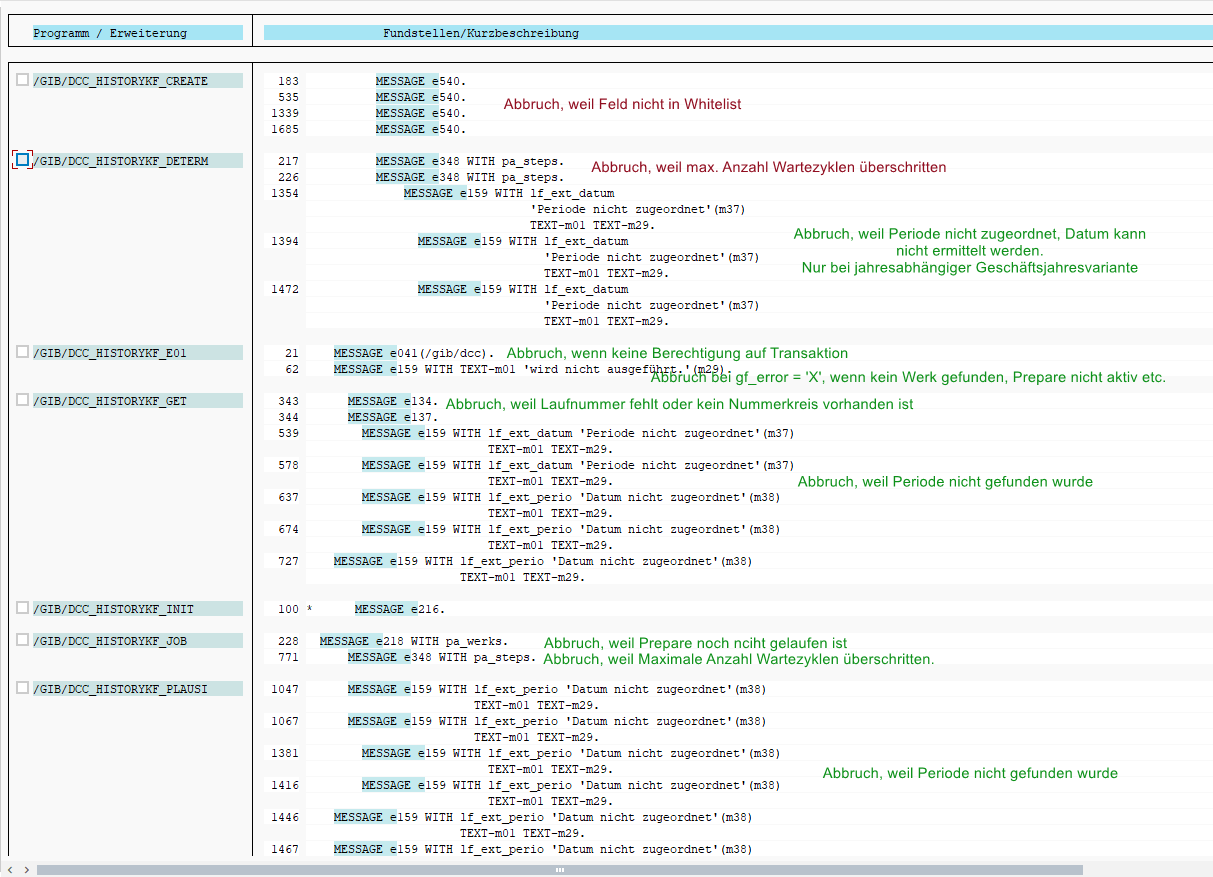 Programm / Erweiterung Fundstellen/Kurzbeschreibung
/GIB/DCC_HISTORYKF_CREATE 183 MESSAGE e540.
535 MESSAGE e540.
Abbruch, weil Feld nicht in Whitelist
1339 MESSAGE e540.
1685 MESSAGE e540.
/GIB/DCC_HISTORYKF_DETERM 217 MESSAGE e348 WITH pa_steps.
Abbruch, weil max. Anzahl Wartezyklen überschritten
226 MESSAGE e348 WITH pa_steps.
1354 MESSAGE e159 WITH lf_ext_datum
'Periode nicht zugeordnet'(m37)
TEXT-m01 TEXT-m29.
1394 MESSAGE e159 WITH lf_ext_datum
'Periode nicht zugeordnet'(m37)
TEXT-m01 TEXT-m29.
Abbruch, weil Periode nicht zugeordnet, Datum kann
nicht ermittelt werden.
Nur bei jahresabhängiger Geschäftsjahresvariante
1472 MESSAGE e159 WITH lf_ext_datum
'Periode nicht zugeordnet'(m37)
TEXT-m01 TEXT-m29.
/GIB/DCC_HISTORYKF_E01 21 MESSAGE e041(/gib/dcc). Abbruch, wenn keine Berechtigung auf Transaktion
62 MESSAGE e159 WITH TEXT-m01 'wird nicht ausgeführt.'(m29).
Abbruch bei gf_error = 'X', wenn kein Werk gefunden, Prepare nicht aktiv etc.
/GIB/DCC_HISTORYKF_GET 343 MESSAGE e134. Abbruch, weil Laufnummer fehlt oder kein Nummerkreis vorhanden ist
344 MESSAGE e137.
539 MESSAGE e159 WITH lf_ext_datum 'Periode nicht zugeordnet'(m37)
TEXT-m01 TEXT-m29.
578 MESSAGE e159 WITH lf_ext_datum 'Periode nicht zugeordnet'(m37)
TEXT-m01 TEXT-m29. Abbruch, weil Periode nicht gefunden wurde
637 MESSAGE e159 WITH lf_ext_perio 'Datum nicht zugeordnet'(m38)
TEXT-m01 TEXT-m29.
674 MESSAGE e159 WITH lf_ext_perio 'Datum nicht zugeordnet'(m38)
TEXT-m01 TEXT-m29.
727 MESSAGE e159 WITH lf_ext_perio 'Datum nicht zugeordnet'(m38)
TEXT-m01 TEXT-m29.
/GIB/DCC_HISTORYKF_INIT 100 * MESSAGE e216.
/GIB/DCC_HISTORYKF_JOB 228 MESSAGE e218 WITH pa_werks. Abbruch, weil Prepare noch nciht gelaufen ist
771 MESSAGE e348 WITH pa_steps. Abbruch, weil Maximale Anzahl Wartezyklen überschritten.
/GIB/DCC_HISTORYKF_PLAUSI 1047 MESSAGE e159 WITH lf_ext_perio 'Datum nicht zugeordnet'(m38)
TEXT-m01 TEXT-m29.
1067 MESSAGE e159 WITH lf_ext_perio 'Datum nicht zugeordnet'(m38)
TEXT-m01 TEXT-m29.
1381 MESSAGE e159 WITH lf_ext_perio 'Datum nicht zugeordnet'(m38)
TEXT-m01 TEXT-m29. Abbruch, weil Periode nicht gefunden wurde
1416 MESSAGE e159 WITH lf_ext_perio 'Datum nicht zugeordnet'(m38)
TEXT-m01 TEXT-m29.
1446 MESSAGE e159 WITH lf_ext_perio 'Datum nicht zugeordnet'(m38)
TEXT-m01 TEXT-m29.
1467 MESSAGE e159 WITH lf_ext_perio 'Datum nicht zugeordnet'(m38)